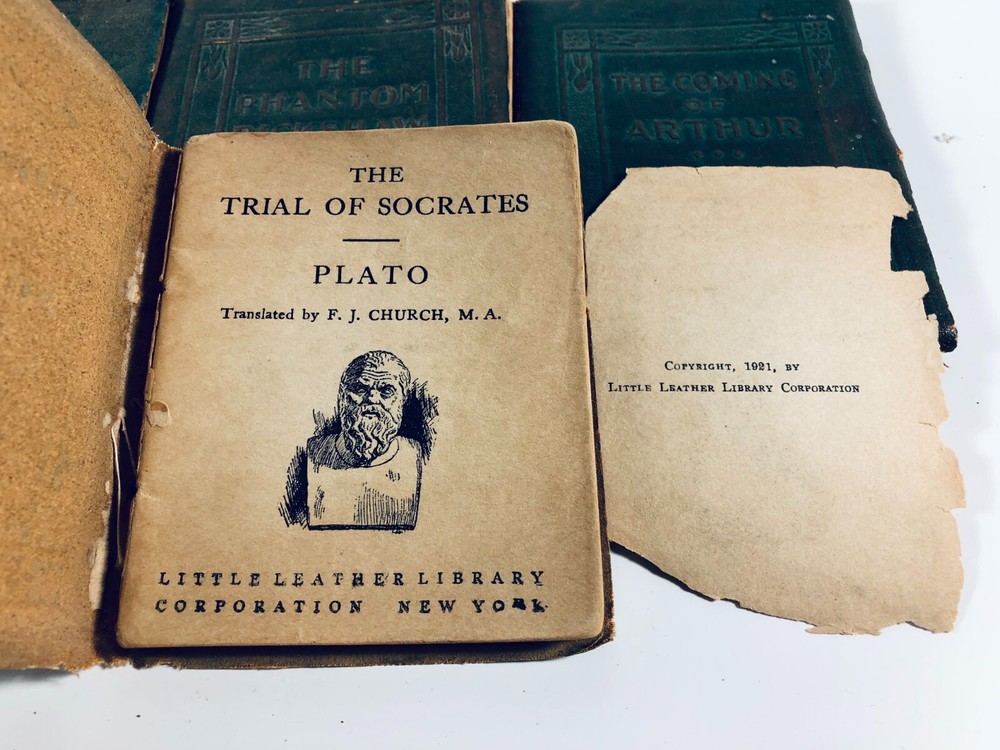 THE
PHANTOM
RICKSHAW
THE COMING
OF
ARTHUR
THE
TRIAL OF SOCRATES
PLATO
Translated by F. J. CHURCH, M. A.
LITTLE LEATHER LIBRARY
CORPORATION NEW YORK
COPYRIGHT, 1921, BY
LITTLE LEATHER LIBRARY CORPORATION